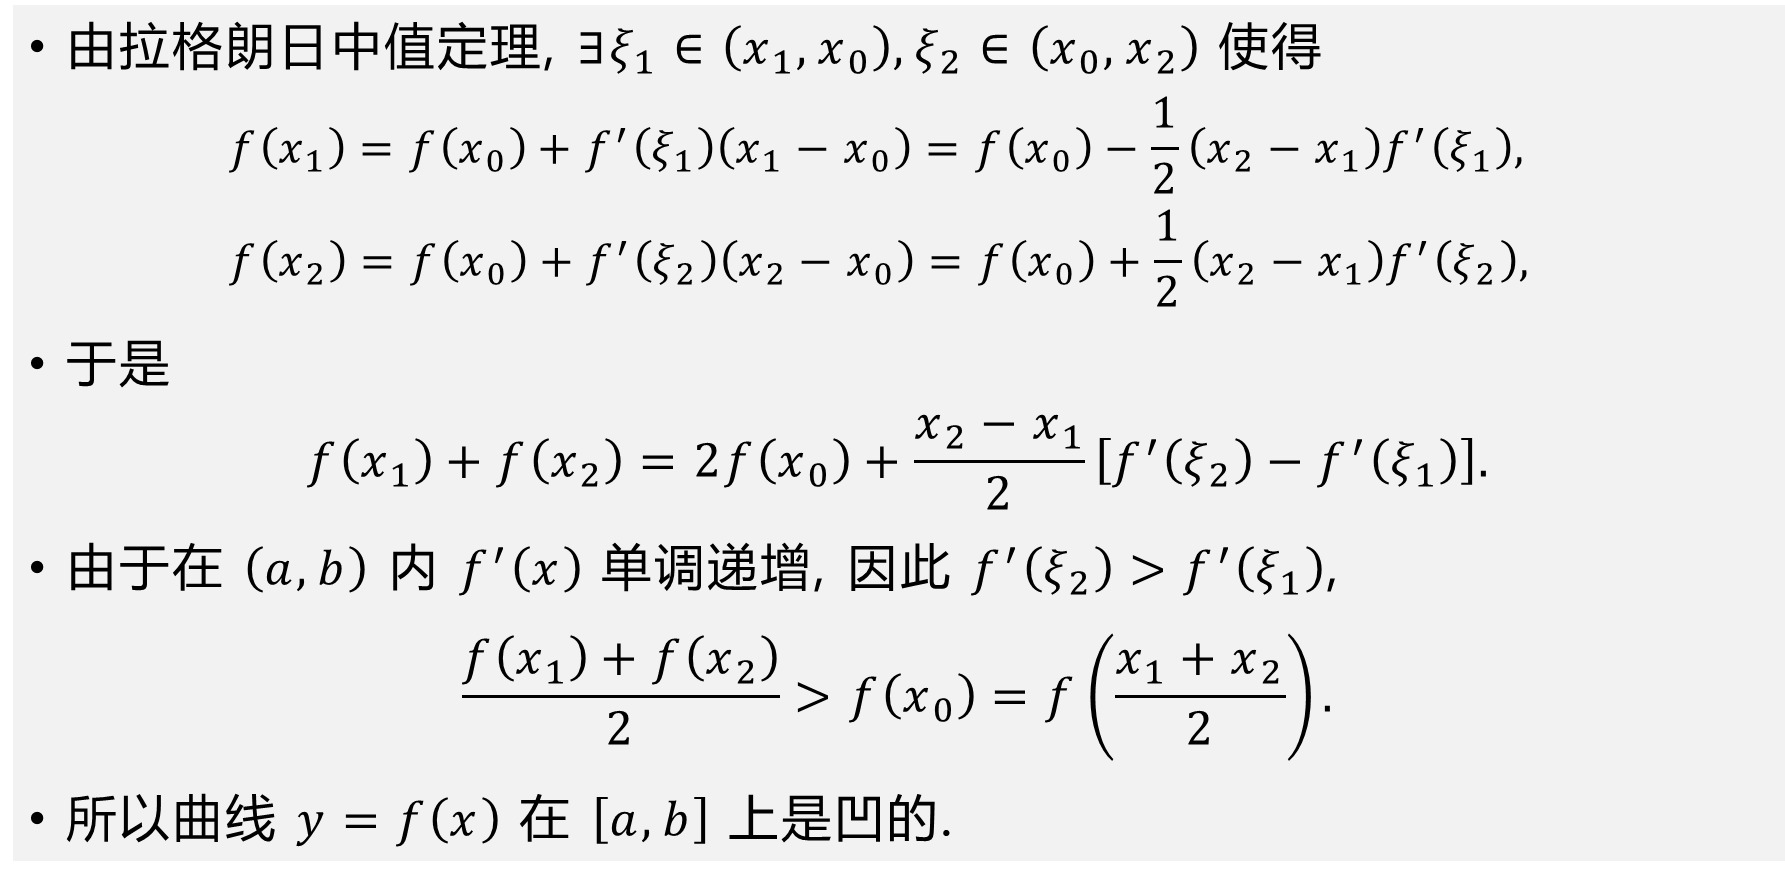 • 由拉格朗日中值定理, ∃ξ₁ ∈ (x₁, x₀), ξ₂ ∈ (x₀, x₂) 使得
f(x₁) = f(x₀) + f′(ξ₁)(x₁ − x₀) = f(x₀) − 1/2 (x₂ − x₁)f′(ξ₁),
f(x₂) = f(x₀) + f′(ξ₂)(x₂ − x₀) = f(x₀) + 1/2 (x₂ − x₁)f′(ξ₂),
• 于是
f(x₁) + f(x₂) = 2f(x₀) + (x₂ − x₁)/2 [f′(ξ₂) − f′(ξ₁)].
• 由于在 (a, b) 内 f′(x) 单调递增, 因此 f′(ξ₂) > f′(ξ₁),
(f(x₁) + f(x₂))/2 > f(x₀) = f((x₁ + x₂)/2).
• 所以曲线 y = f(x) 在 [a, b] 上是凹的.